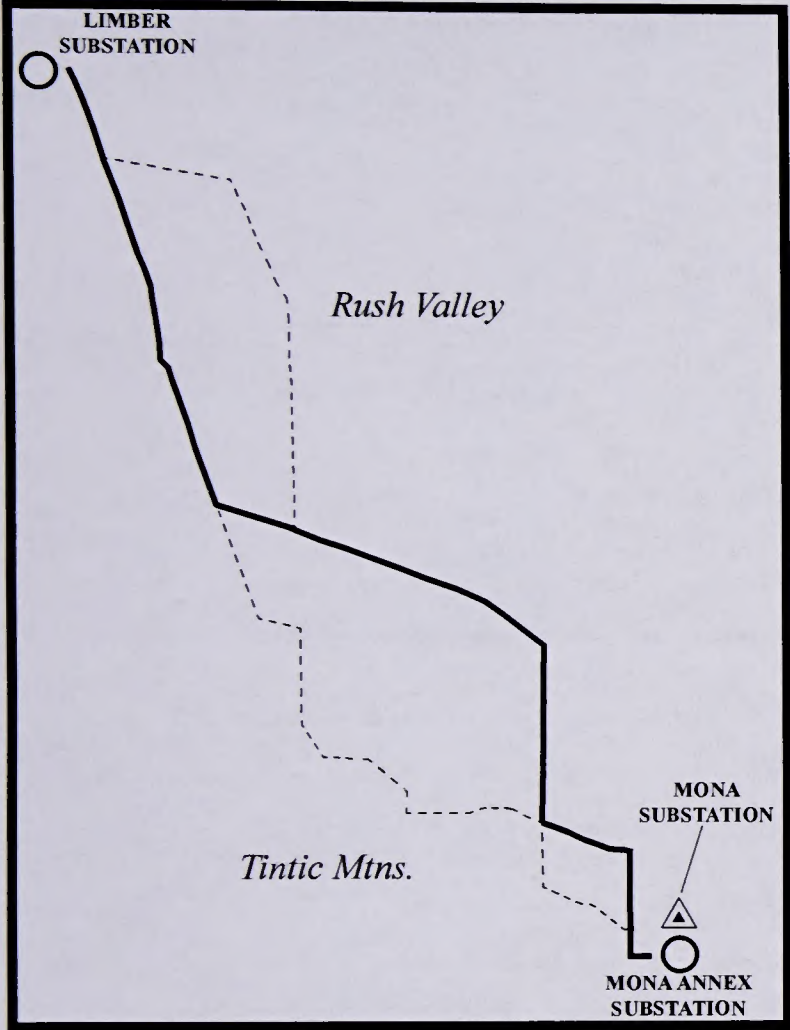 LIMBER
SUBSTATION
Rush Valley
MONA
SUBSTATION
Tintic Mtns.
MONA ANNEX
SUBSTATION